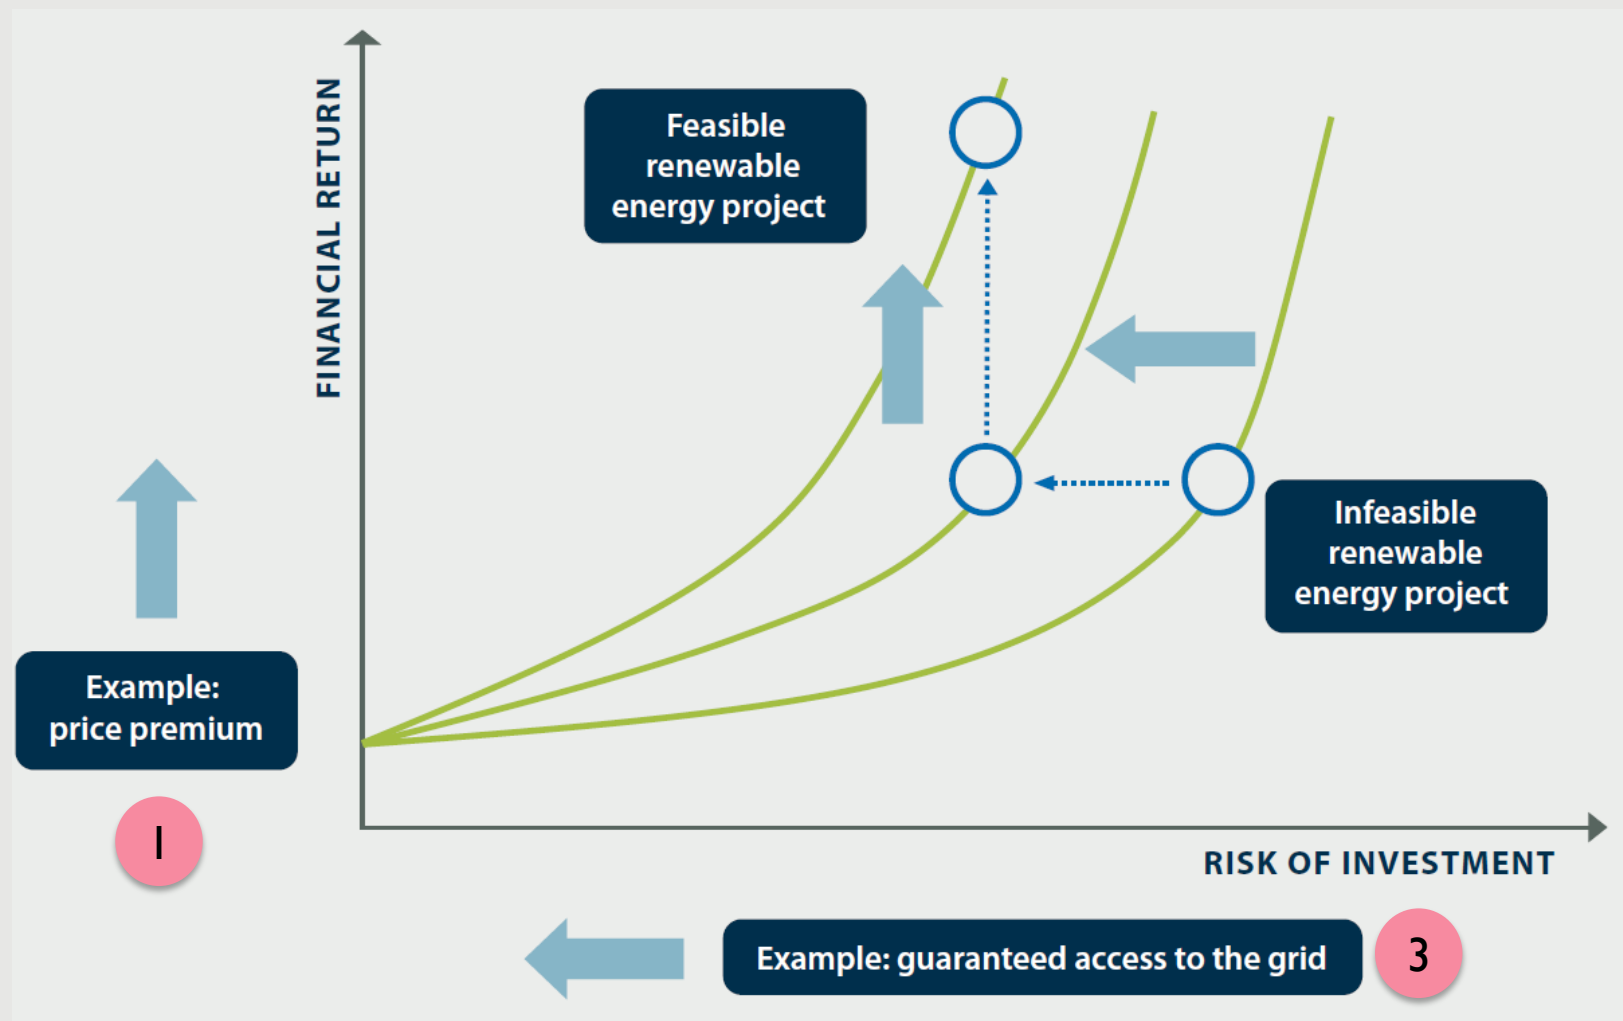 FINANCIAL RETURN
Feasible
renewable
energy project
Infeasible
renewable
energy project
Example:
price premium
1
RISK OF INVESTMENT
Example: guaranteed access to the grid
3